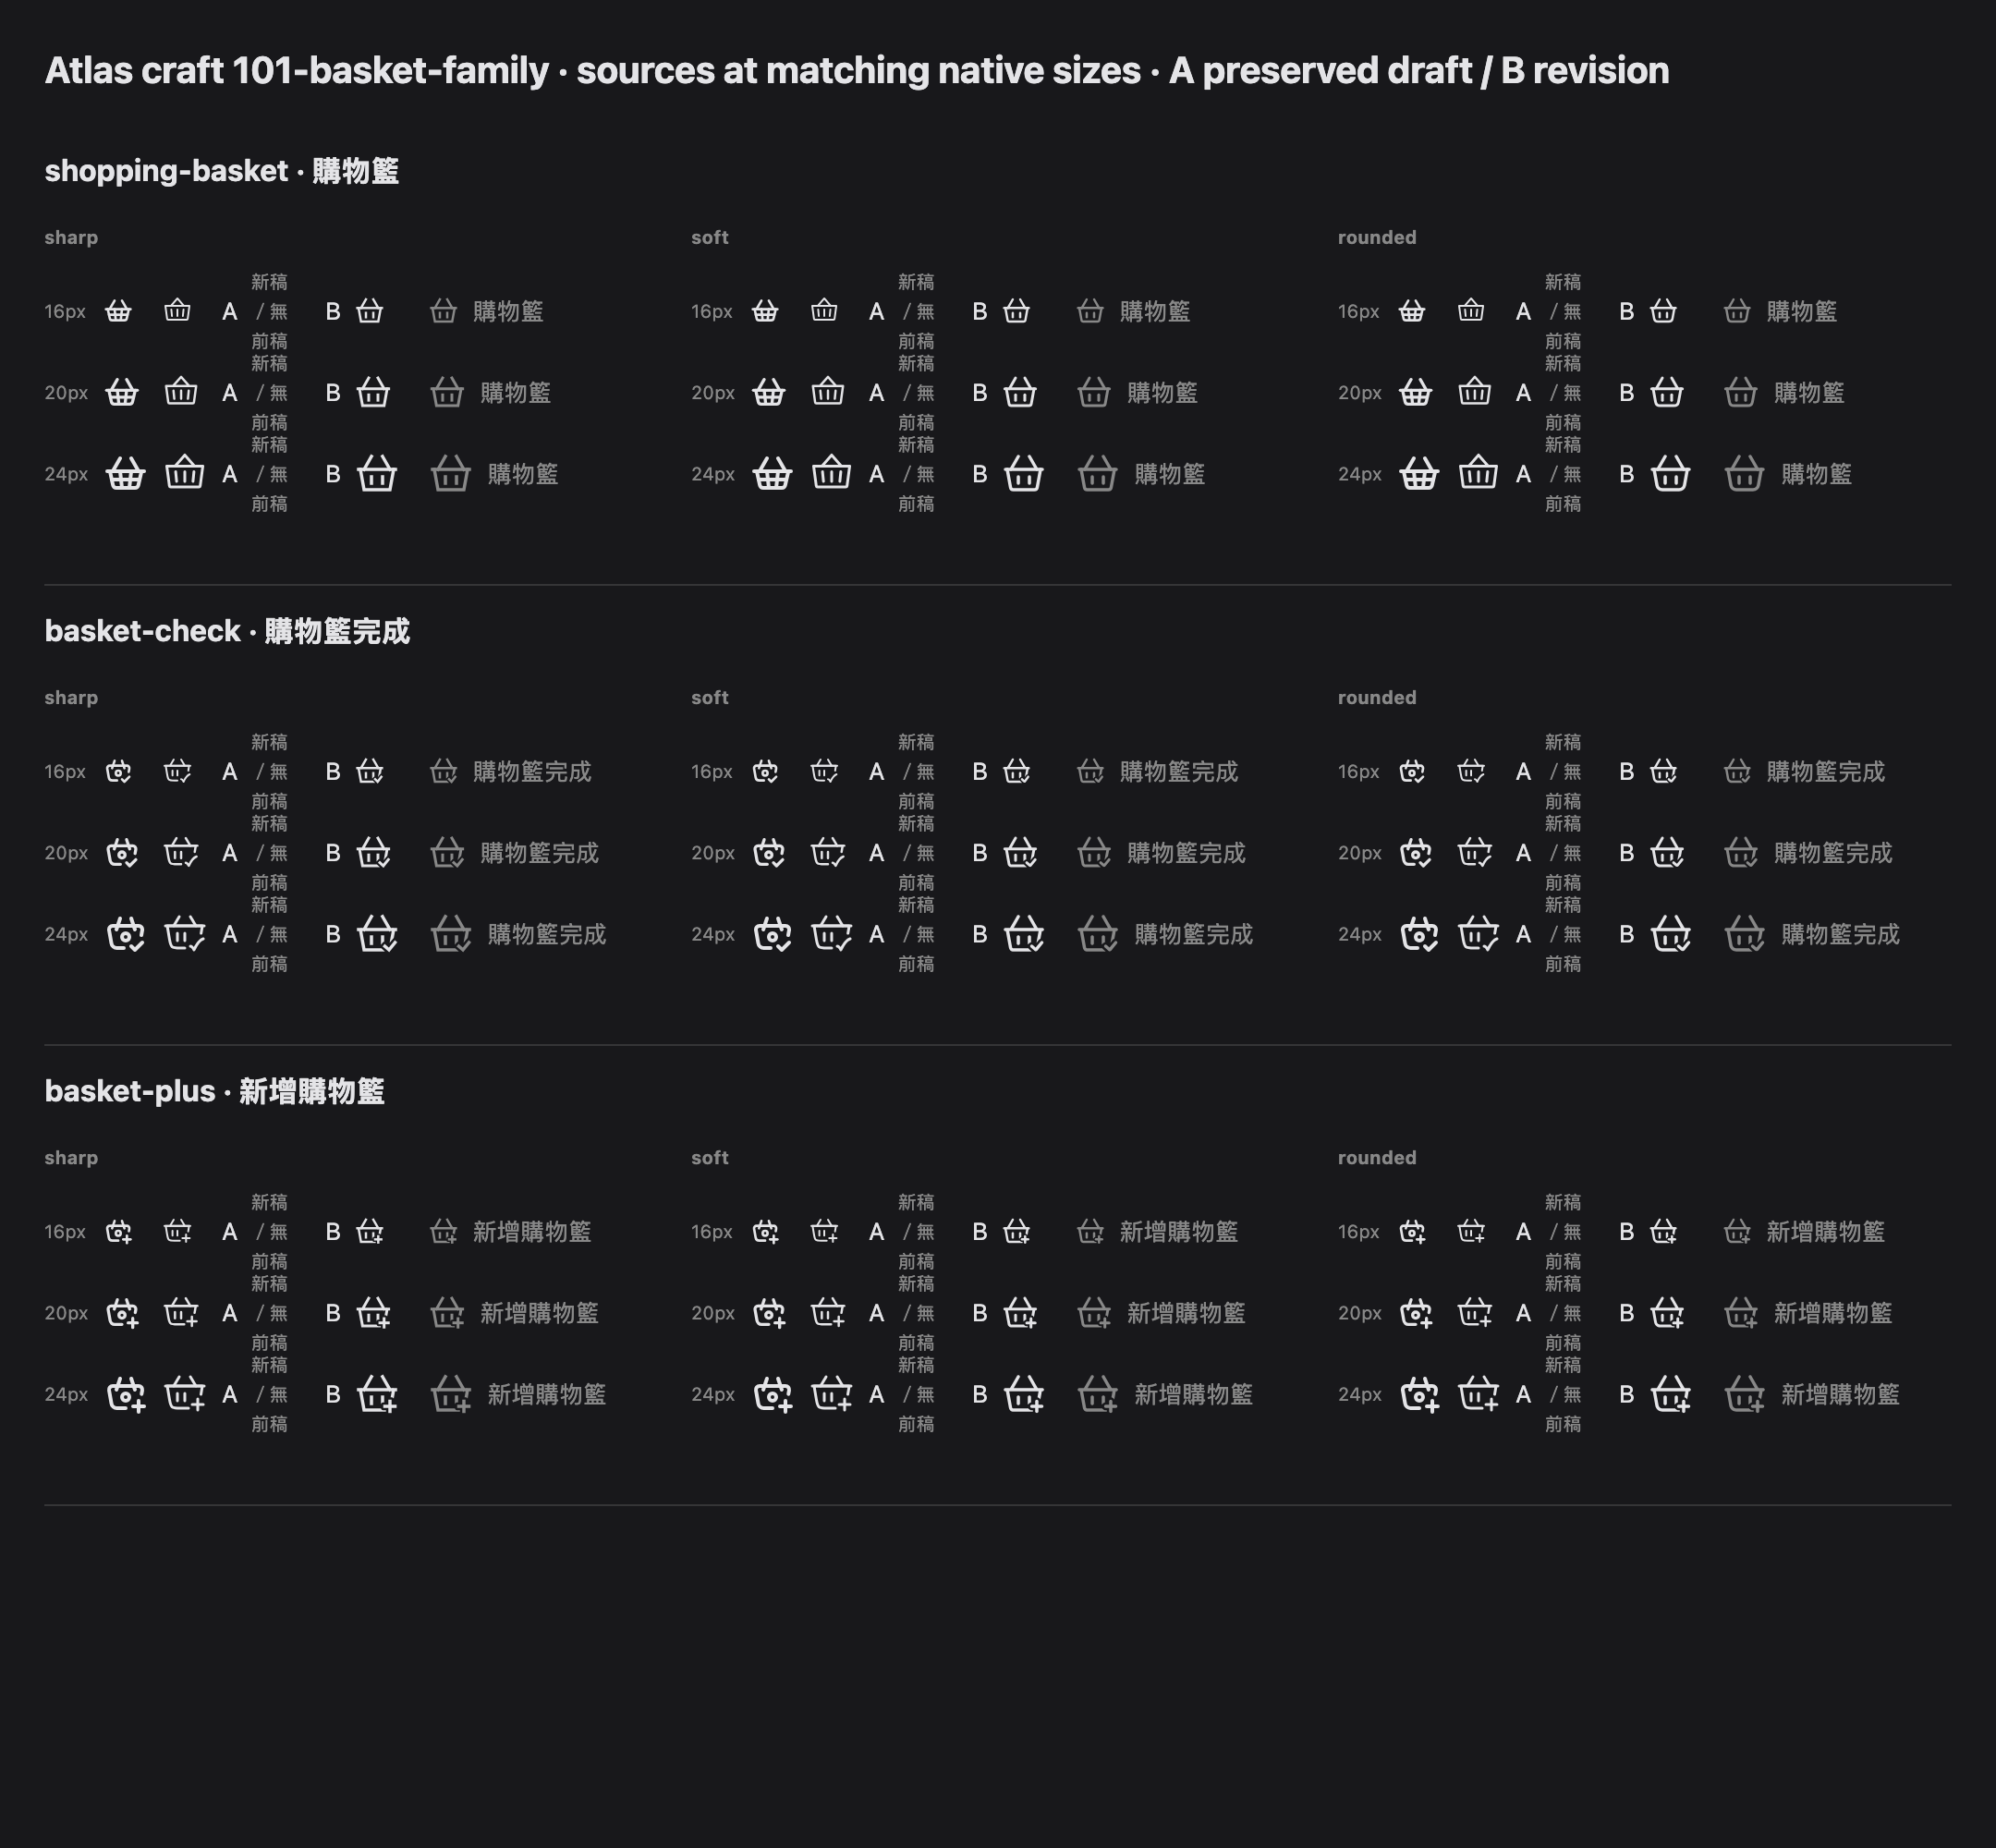 Atlas craft 101-basket-family · sources at matching native sizes · A preserved draft / B revision
shopping-basket · 購物籃
sharp
16px A 新稿 / 無前稿 B 購物籃
20px A 新稿 / 無前稿 B 購物籃
24px A 新稿 / 無前稿 B 購物籃
soft
16px A 新稿 / 無前稿 B 購物籃
20px A 新稿 / 無前稿 B 購物籃
24px A 新稿 / 無前稿 B 購物籃
rounded
16px A 新稿 / 無前稿 B 購物籃
20px A 新稿 / 無前稿 B 購物籃
24px A 新稿 / 無前稿 B 購物籃
basket-check · 購物籃完成
sharp
16px A 新稿 / 無前稿 B 購物籃完成
20px A 新稿 / 無前稿 B 購物籃完成
24px A 新稿 / 無前稿 B 購物籃完成
soft
16px A 新稿 / 無前稿 B 購物籃完成
20px A 新稿 / 無前稿 B 購物籃完成
24px A 新稿 / 無前稿 B 購物籃完成
rounded
16px A 新稿 / 無前稿 B 購物籃完成
20px A 新稿 / 無前稿 B 購物籃完成
24px A 新稿 / 無前稿 B 購物籃完成
basket-plus · 新增購物籃
sharp
16px A 新稿 / 無前稿 B 新增購物籃
20px A 新稿 / 無前稿 B 新增購物籃
24px A 新稿 / 無前稿 B 新增購物籃
soft
16px A 新稿 / 無前稿 B 新增購物籃
20px A 新稿 / 無前稿 B 新增購物籃
24px A 新稿 / 無前稿 B 新增購物籃
rounded
16px A 新稿 / 無前稿 B 新增購物籃
20px A 新稿 / 無前稿 B 新增購物籃
24px A 新稿 / 無前稿 B 新增購物籃